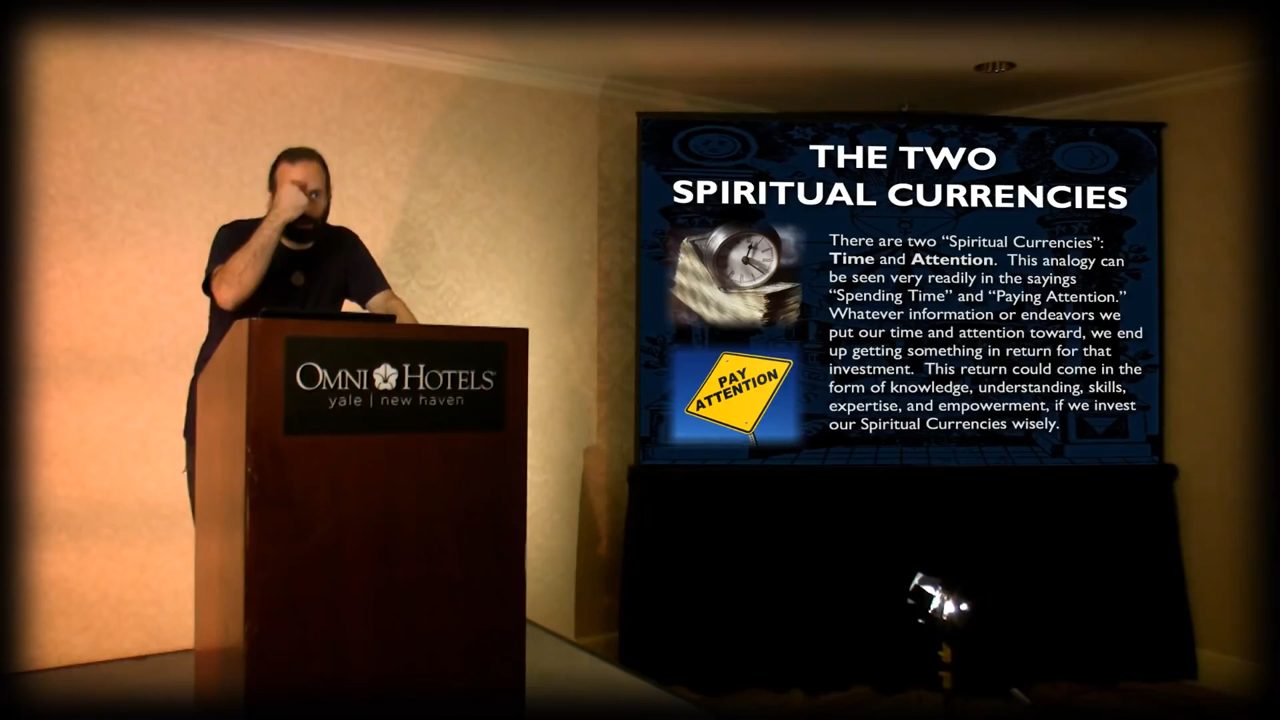 OMNI HOTELS
yale | new haven
THE TWO
SPIRITUAL CURRENCIES
There are two “Spiritual Currencies”:
Time and Attention. This analogy can
be seen very readily in the sayings
“Spending Time” and “Paying Attention.”
Whatever information or endeavors we
put our time and attention toward, we end
up getting something in return for that
investment. This return could come in the
form of knowledge, understanding, skills,
expertise, and empowerment, if we invest
our Spiritual Currencies wisely.
PAY
ATTENTION